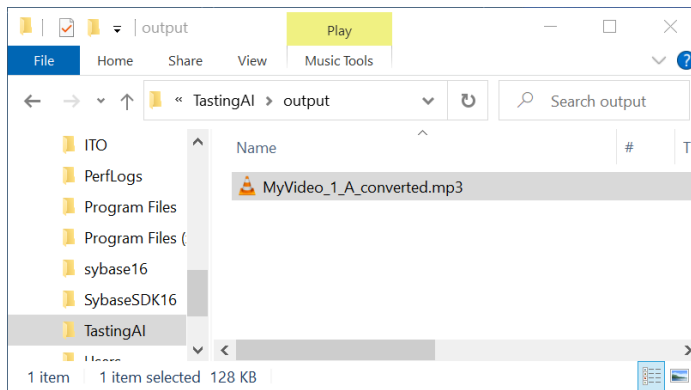 output
Play
File Home Share View Music Tools
« TastingAI > output
Search output
ITO
PerfLogs
Program Files
Program Files (
sybase16
SybaseSDK16
TastingAI
Users
Name # T
MyVideo_1_A_converted.mp3
1 item 1 item selected 128 KB